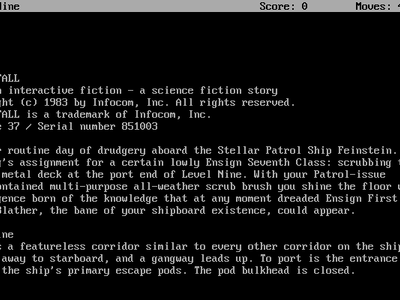 Nine Score: 0 Moves: 4
FALL
interactive fiction - a science fiction story
ght (c) 1983 by Infocom, Inc. All rights reserved.
FALL is a trademark of Infocom, Inc.
e 37 / Serial number 851003
r routine day of drudgery aboard the Stellar Patrol Ship Feinstein.
g's assignment for a certain lowly Ensign Seventh Class: scrubbing t
metal deck at the port end of Level Nine. With your Patrol-issue
ontained multi-purpose all-weather scrub brush you shine the floor w
gence born of the knowledge that at any moment dreaded Ensign First
Blather, the bane of your shipboard existence, could appear.
ine
a featureless corridor similar to every other corridor on the ship
away to starboard, and a gangway leads up. To port is the entrance
the ship's primary escape pods. The pod bulkhead is closed.